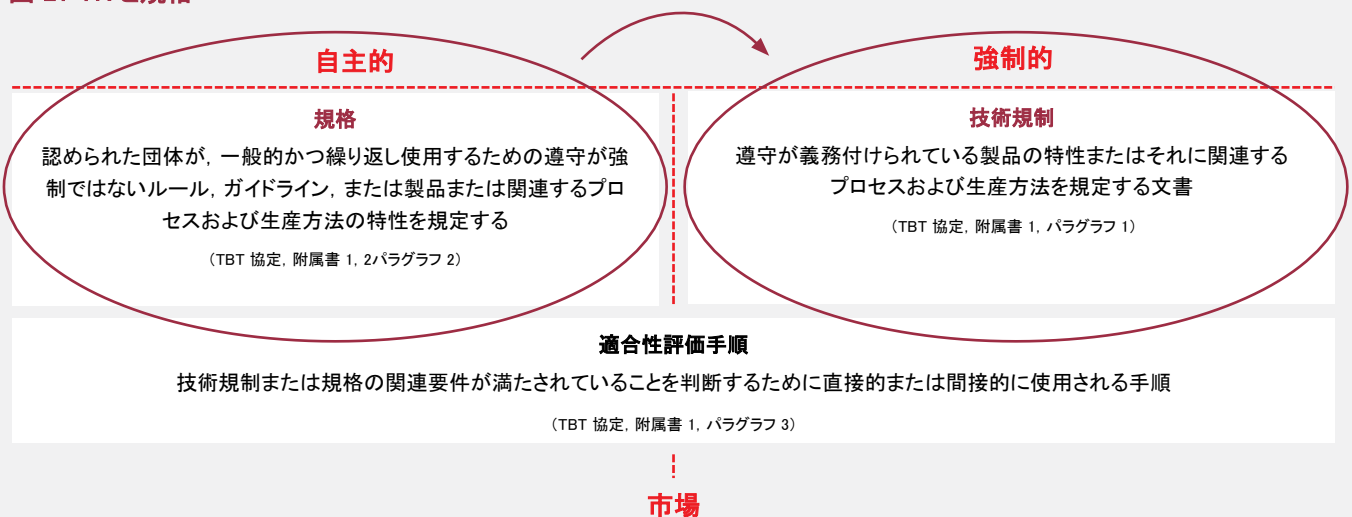 自主的
強制的
規格
認められた団体が, 一般的かつ繰り返し使用するための遵守が強
制ではないルール, ガイドライン, または製品または関連するプロ
セスおよび生産方法の特性を規定する
(TBT 協定, 附属書 1, 2パラグラフ 2)
技術規制
遵守が義務付けられている製品の特性またはそれに関連する
プロセスおよび生産方法を規定する文書
(TBT 協定, 附属書 1, パラグラフ 1)
適合性評価手順
技術規制または規格の関連要件が満たされていることを判断するために直接的または間接的に使用される手順
(TBT 協定, 附属書 1, パラグラフ 3)
市場